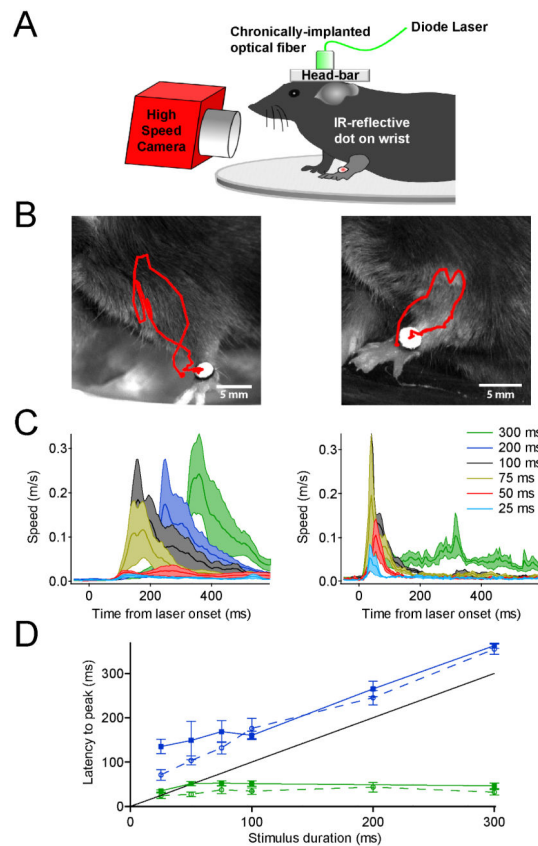 A
Chronically-implanted
optical fiber
Diode Laser
Head-bar
High
Speed
Camera
IR-reflective
dot on wrist
B
5 mm
5 mm
C
0.3
0.2
0.1
0.0
Speed (m/s)
0
200
400
Time from laser onset (ms)
0.3
0.2
0.1
0.0
Speed (m/s)
0
200
400
600
Time from laser onset (ms)
300 ms
200 ms
100 ms
75 ms
50 ms
25 ms
D
Latency to peak (ms)
300
200
100
0
0
100
200
300
Stimulus duration (ms)